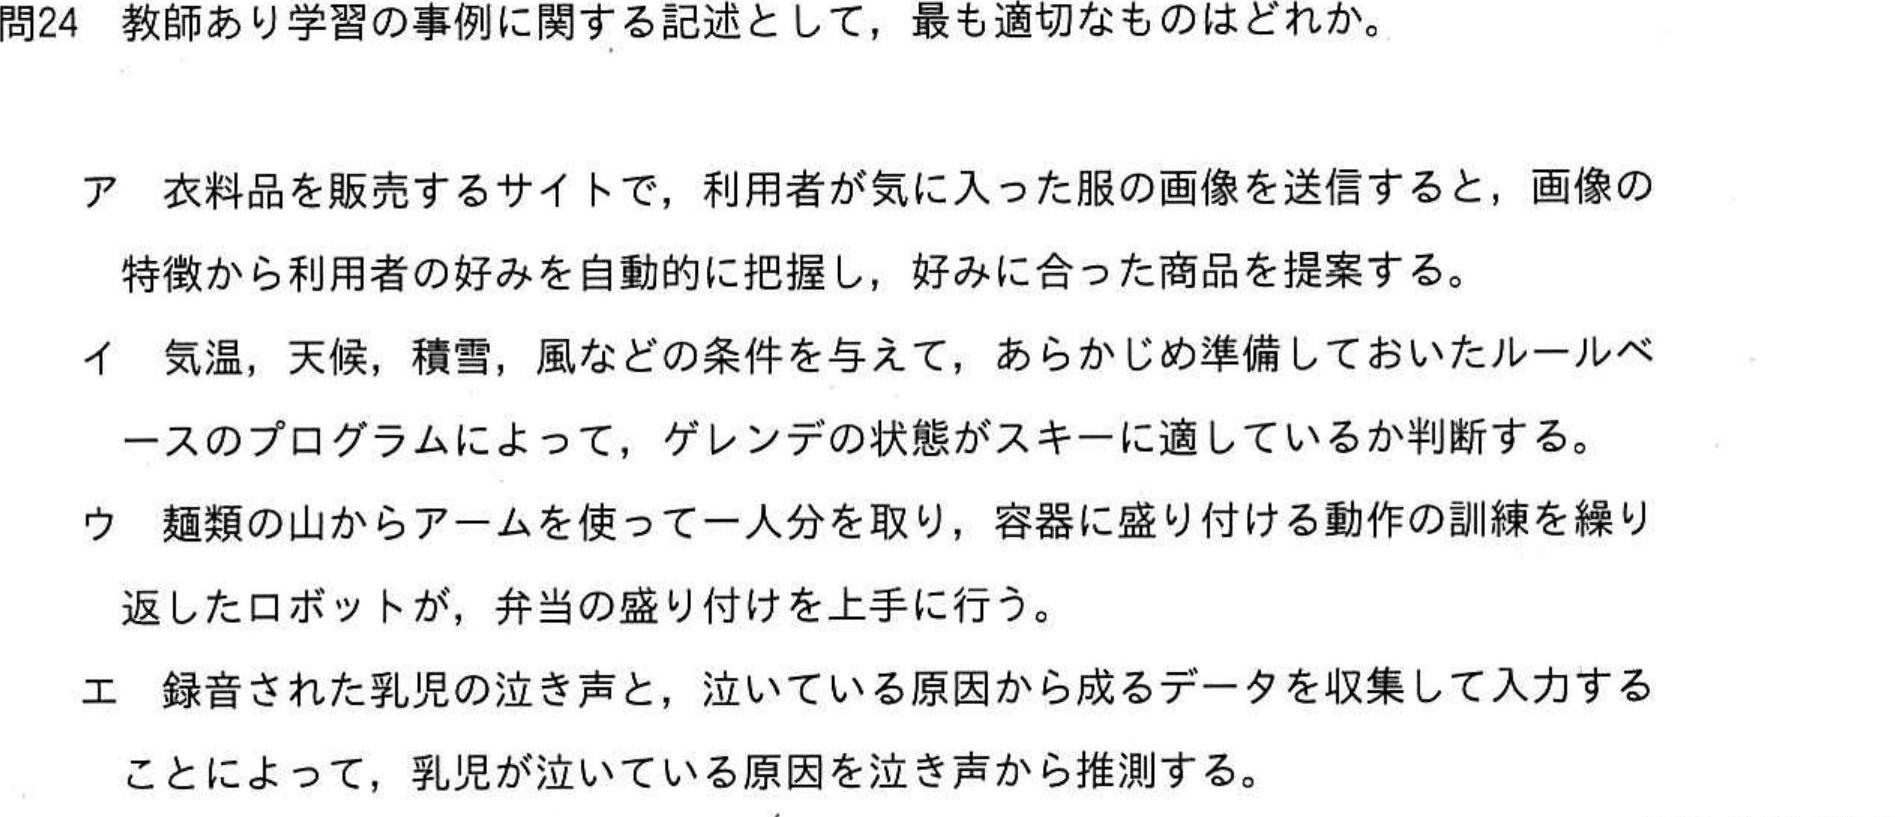 問24 教師あり学習の事例に関する記述として，最も適切なものはどれか。
ア 衣料品を販売するサイトで，利用者が気に入った服の画像を送信すると，画像の
特徴から利用者の好みを自動的に把握し，好みに合った商品を提案する。
イ 気温，天候，積雪，風などの条件を与えて，あらかじめ準備しておいたルールベ
ースのプログラムによって，ゲレンデの状態がスキーに適しているか判断する。
ウ 麺類の山からアームを使って一人分を取り，容器に盛り付ける動作の訓練を繰り
返したロボットが，弁当の盛り付けを上手に行う。
エ 録音された乳児の泣き声と，泣いている原因から成るデータを収集して入力する
ことによって，乳児が泣いている原因を泣き声から推測する。